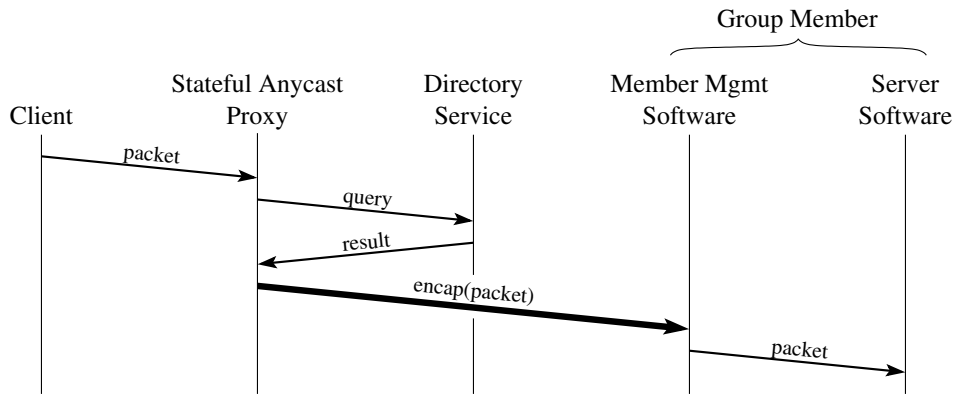 Group Member
Stateful Anycast
Directory
Member Mgmt
Server
Client
Proxy
Service
Software
Software
packet
query
result
encap(packet)
packet